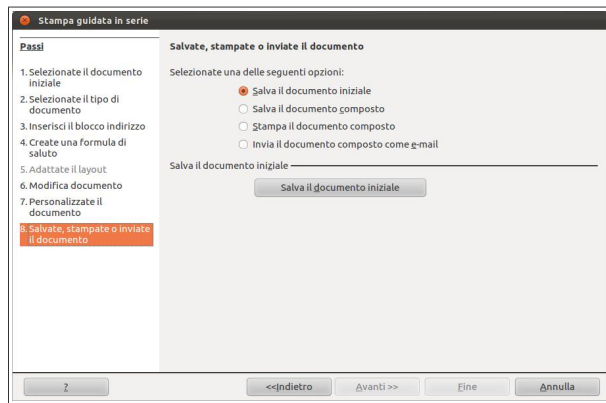 Stampa guidata in serie
Passi
1. Selezionate il documento
iniziale
2. Selezionate il tipo di
documento
3. Inserisci il blocco indirizzo
4. Create una formula di
saluto
5. Adattate il layout
6. Modifica documento
7. Personalizzate il
documento
8. Salvate, stampate o inviate
il documento
Salvate, stampate o inviate il documento
Selezionate una delle seguenti opzioni:
Salva il documento iniziale
Salva il documento composto
Stampa il documento composto
Invia il documento composto come e-mail
Salva il documento iniziale
Salva il documento iniziale
?
<<Indietro
Avanti >>
Fine
Annulla